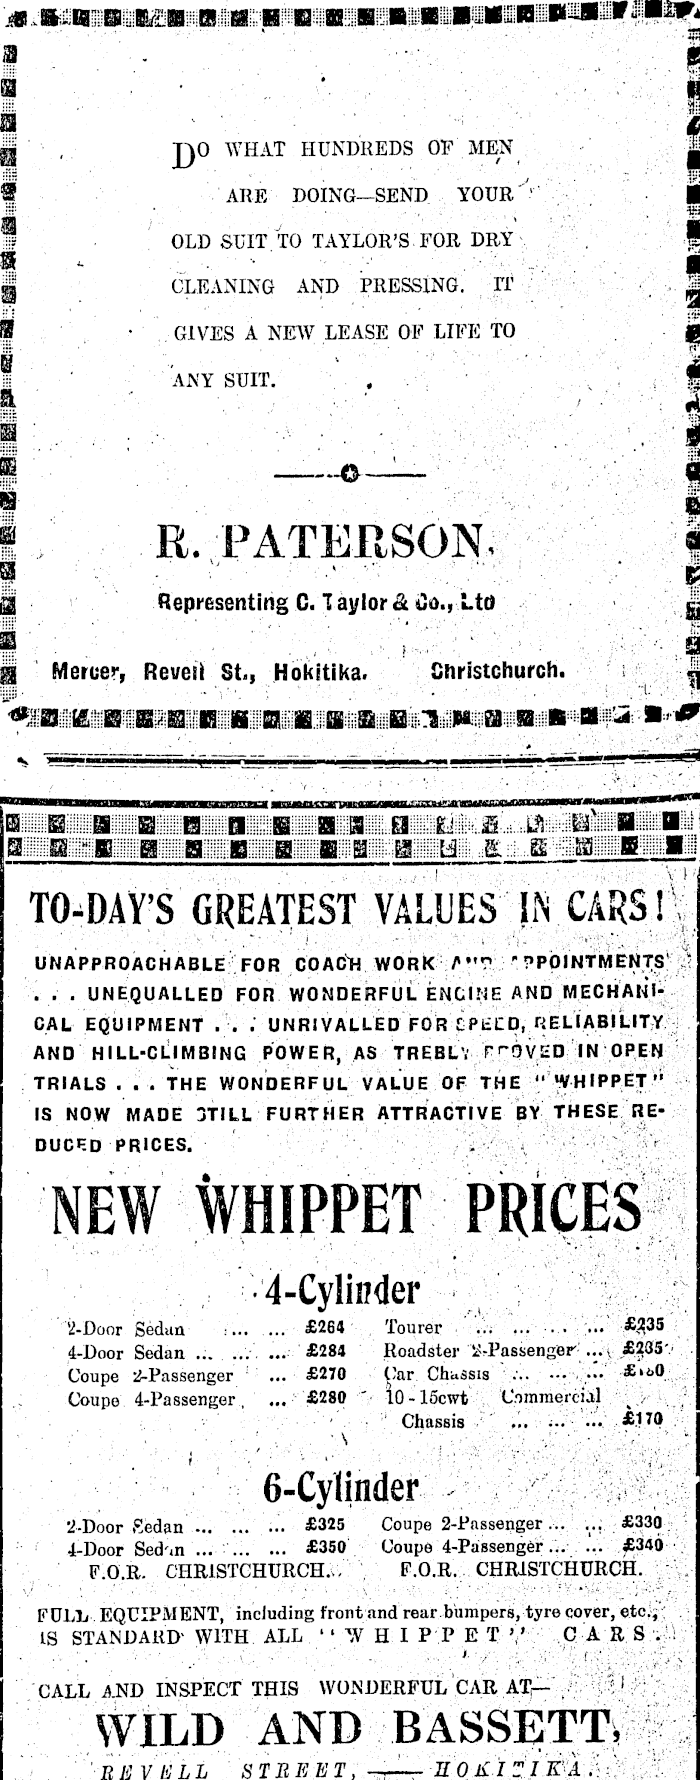 DO WHAT HUNDREDS OF MEN
ARE DOING—SEND YOUR
OLD SUIT TO TAYLOR'S FOR DRY
CLEANING AND PRESSING. IT
GIVES A NEW LEASE OF LIFE TO
ANY SUIT.
R. PATERSON,
Representing C. Taylor & Co., Ltd
Mercer, Revell St., Hokitika. Christchurch.
TO-DAY'S GREATEST VALUES IN CARS!
UNAPPROACHABLE FOR COACH WORK AND APPOINTMENTS
. . . UNEQUALLED FOR WONDERFUL ENGINE AND MECHANI-
CAL EQUIPMENT . . . UNRIVALLED FOR SPEED, RELIABILITY
AND HILL-CLIMBING POWER, AS TREBLY PROVED IN OPEN
TRIALS . . . THE WONDERFUL VALUE OF THE "WHIPPET"
IS NOW MADE STILL FURTHER ATTRACTIVE BY THESE RE-
DUCED PRICES.
NEW WHIPPET PRICES
4-Cylinder
2-Door Sedan ... ... £264
4-Door Sedan ... ... ... £284
Coupe 2-Passenger ... £270
Coupe 4-Passenger ... £280
Tourer ... ... ... ... £235
Roadster 2-Passenger ... £235
Car Chassis ... ... ...
10-15cwt Commercial
Chassis ... ... ... £170
6-Cylinder
2-Door Sedan ... ... ... £325
4-Door Sedan ... ... ... £350
F.O.R. CHRISTCHURCH.
Coupe 2-Passenger ... ... £330
Coupe 4-Passenger ... ... £340
F.O.R. CHRISTCHURCH.
FULL EQUIPMENT, including front and rear bumpers, tyre cover, etc.,
IS STANDARD WITH ALL "WHIPPET" CARS.
CALL AND INSPECT THIS WONDERFUL CAR AT—
WILD AND BASSETT,
REVELL STREET, —— HOKITIKA.